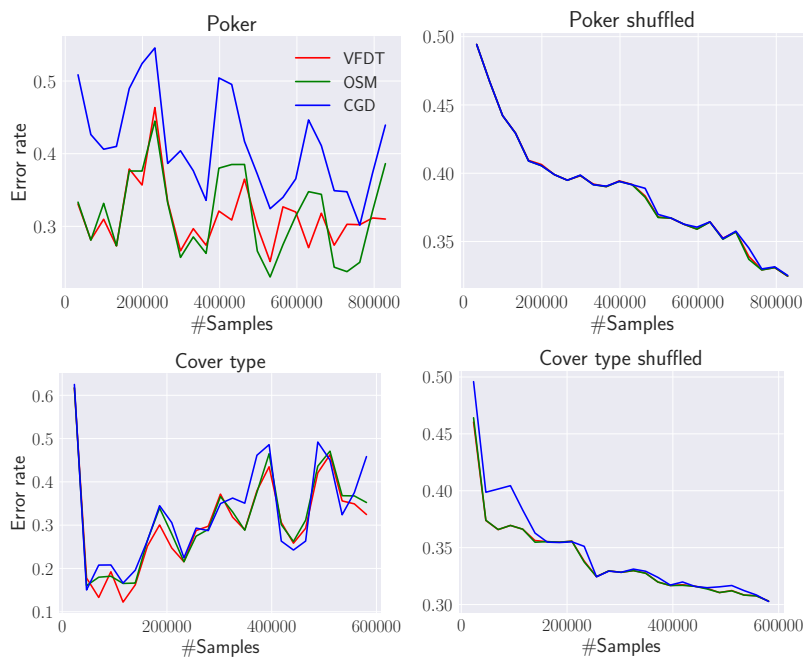 Poker
Error rate
0.5
0.4
0.3
VFDT
OSM
CGD
0 200000 400000 600000 800000
#Samples
Poker shuffled
0.50
0.45
0.40
0.35
0 200000 400000 600000 800000
#Samples
Cover type
Error rate
0.6
0.5
0.4
0.3
0.2
0.1
0 200000 400000 600000
#Samples
Cover type shuffled
0.50
0.45
0.40
0.35
0.30
0 200000 400000 600000
#Samples